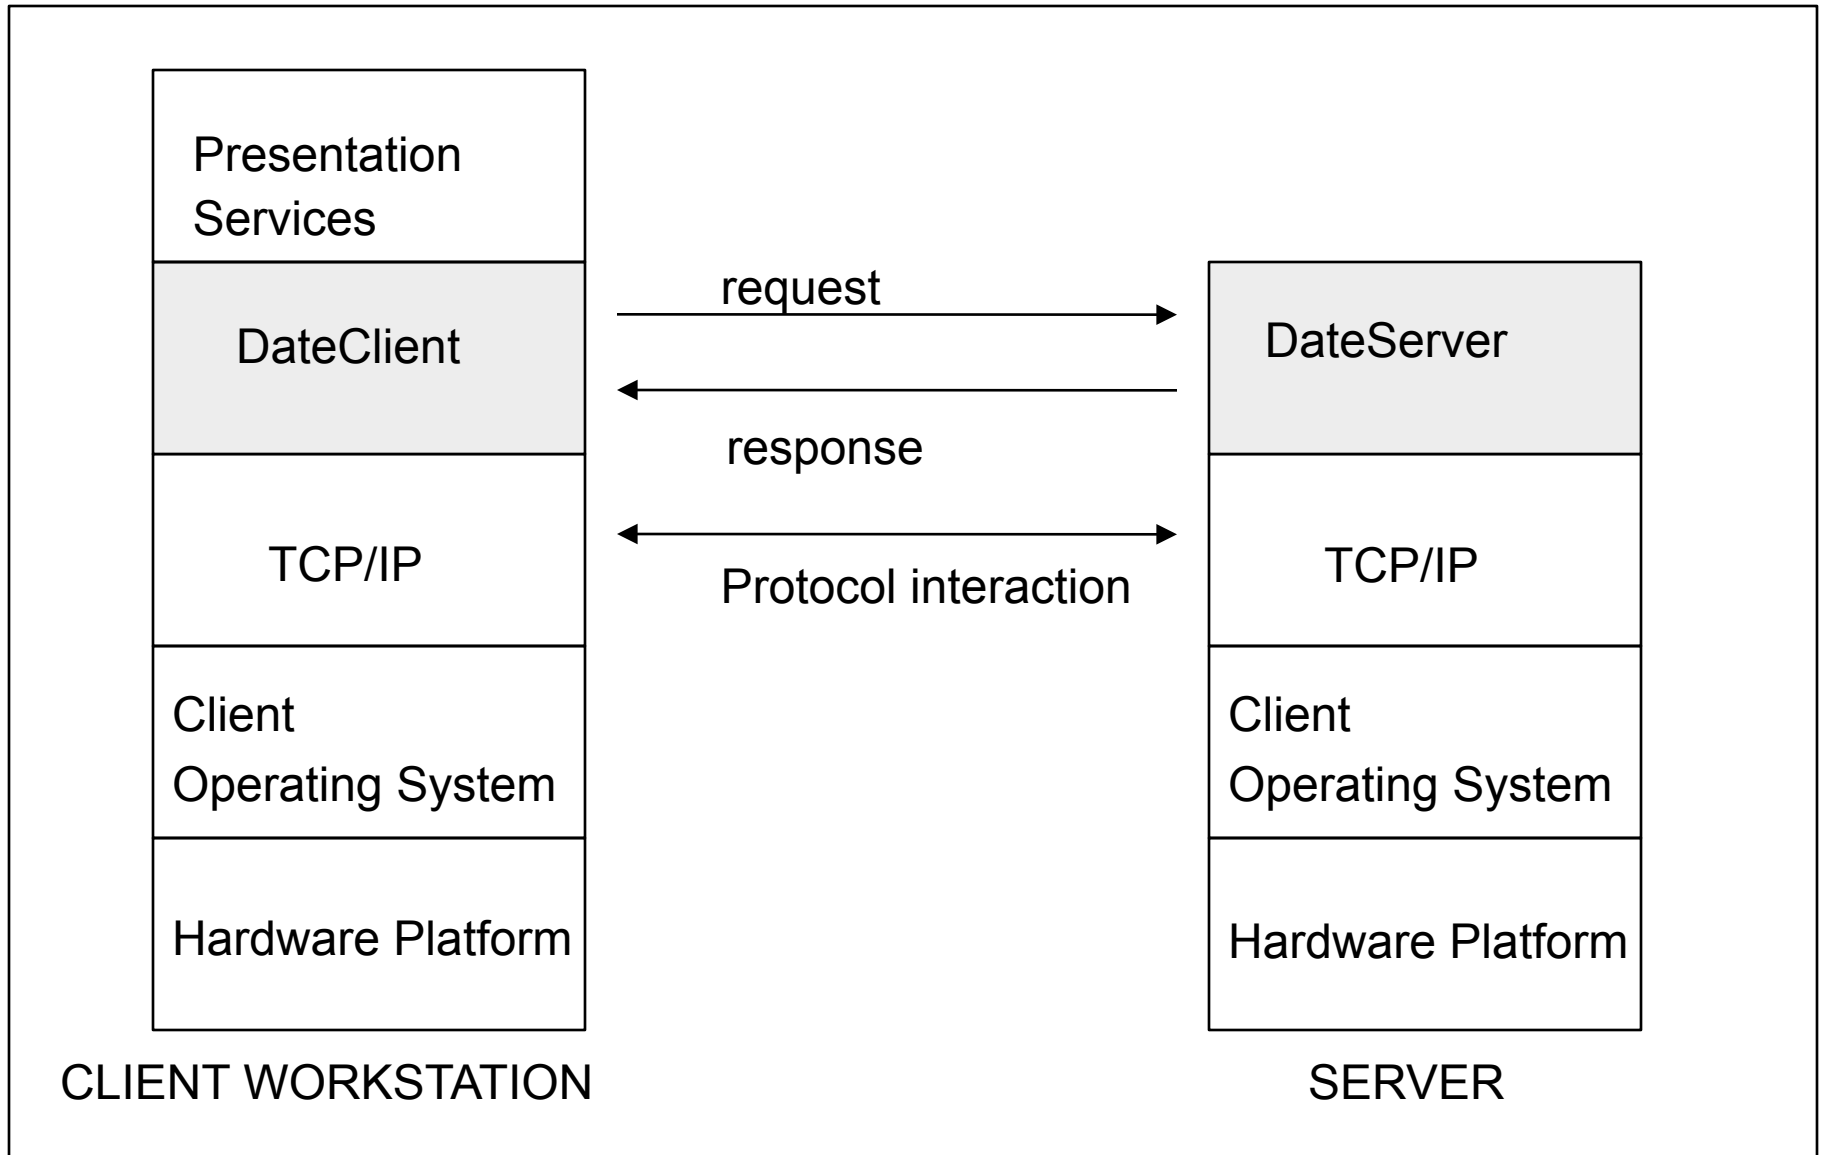 Presentation
Services
DateClient
TCP/IP
Client
Operating System
Hardware Platform
CLIENT WORKSTATION
request
response
Protocol interaction
DateServer
TCP/IP
Client
Operating System
Hardware Platform
SERVER